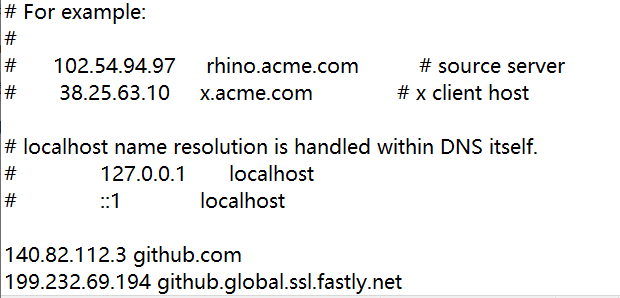 # For example:
#
#      102.54.94.97     rhino.acme.com          # source server
#       38.25.63.10     x.acme.com              # x client host

# localhost name resolution is handled within DNS itself.
#              127.0.0.1       localhost
#              ::1             localhost

140.82.112.3 github.com
199.232.69.194 github.global.ssl.fastly.net